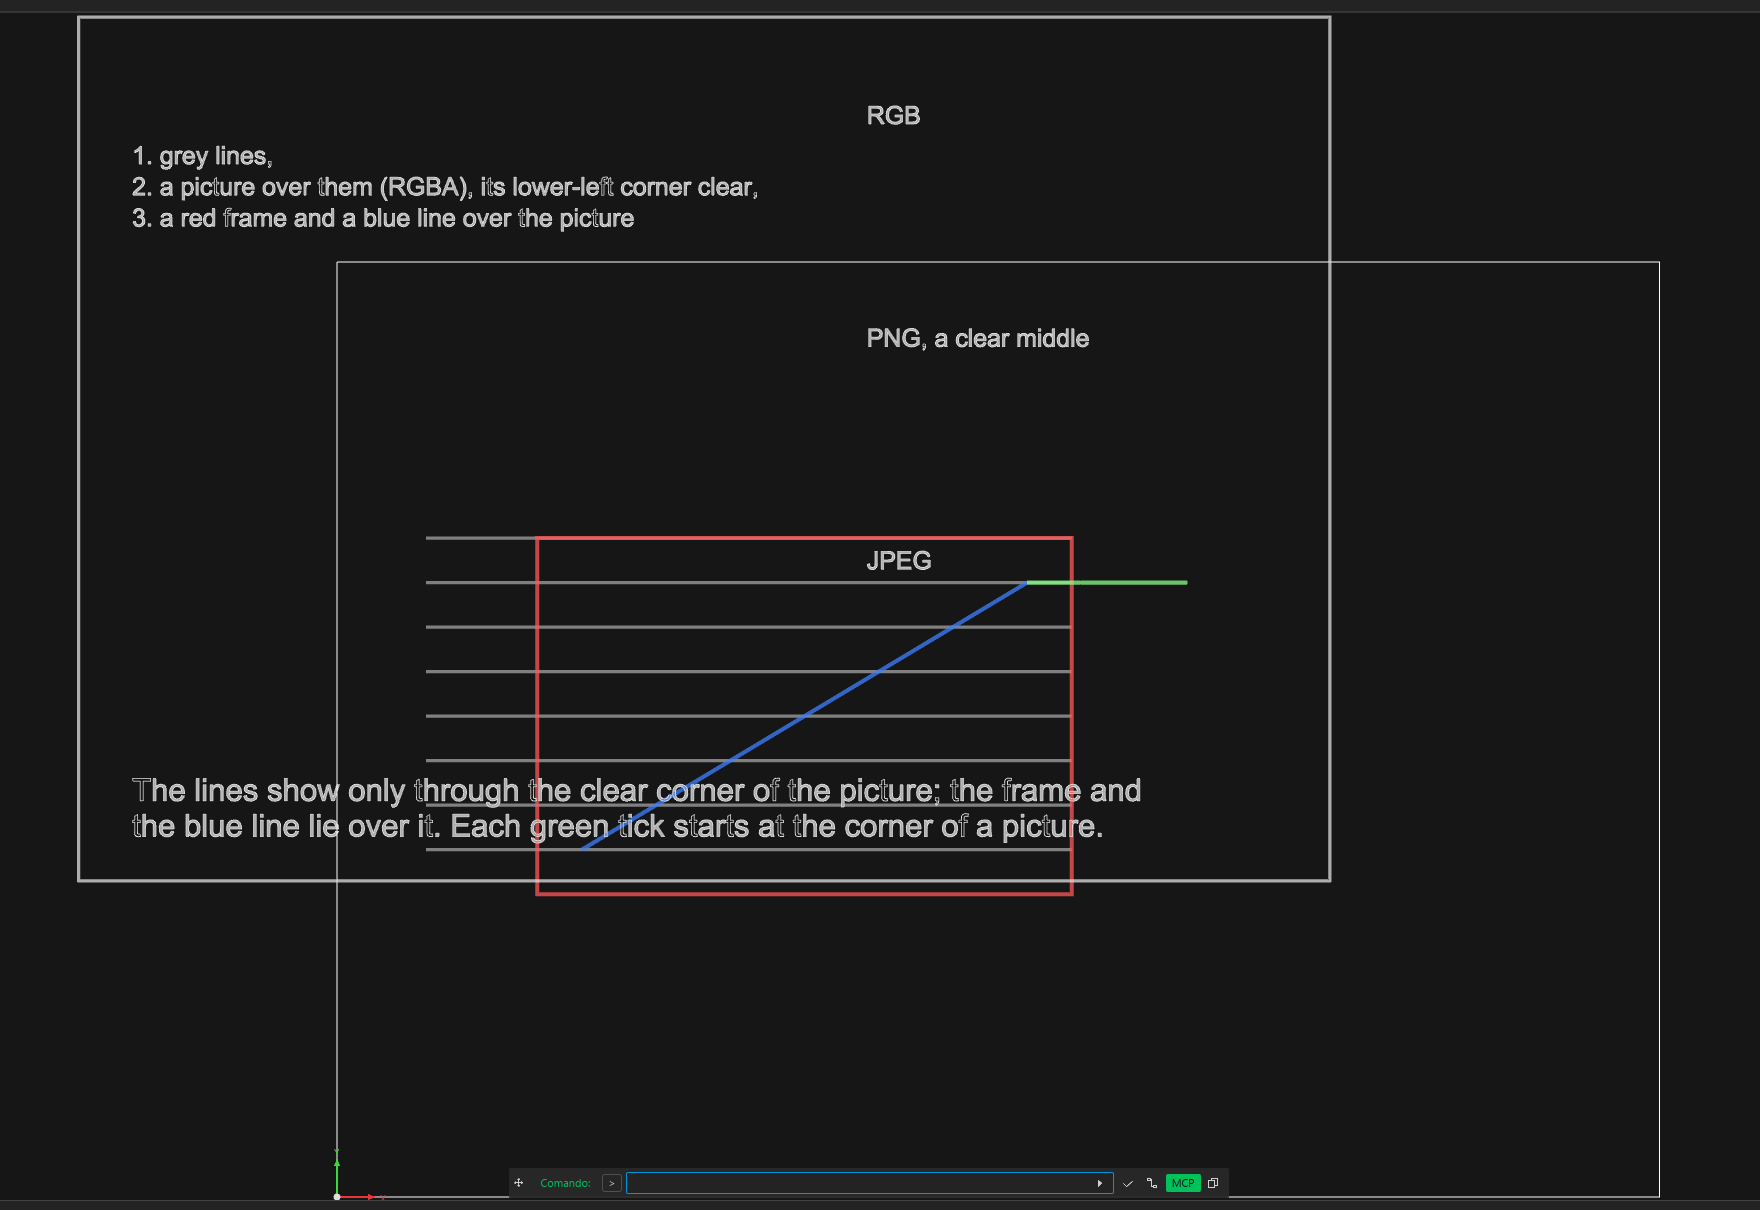 RGB
1. grey lines,
2. a picture over them (RGBA), its lower-left corner clear,
3. a red frame and a blue line over the picture
PNG, a clear middle
JPEG
The lines show only through the clear corner of the picture; the frame and
the blue line lie over it. Each green tick starts at the corner of a picture.
Comando: >
MCP